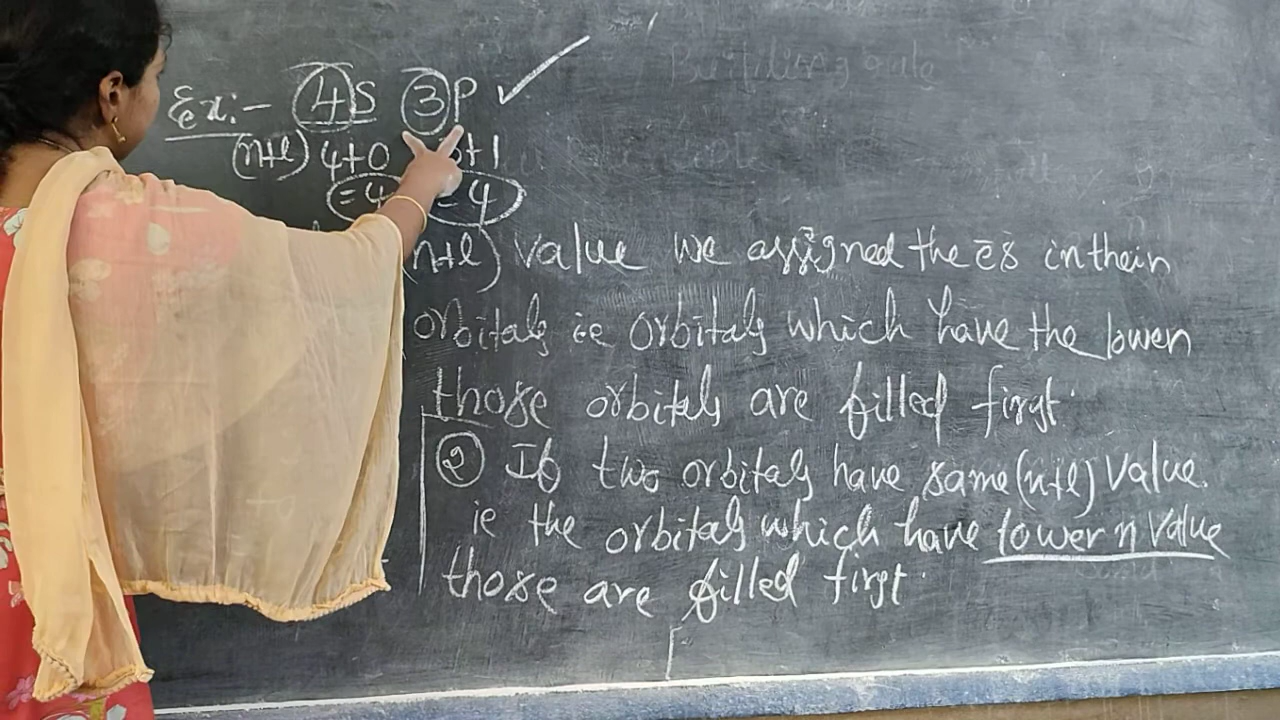 Ex:- 4S 3P ✓
(n+l) 4+0 3+1
=4 =4
(n+l) value we assigned the ēs in their
orbitals ie orbitals which have the lower
those orbitals are filled first.
② If two orbitals have same (n+l) value.
ie the orbitals which have lower n value
those are filled first.